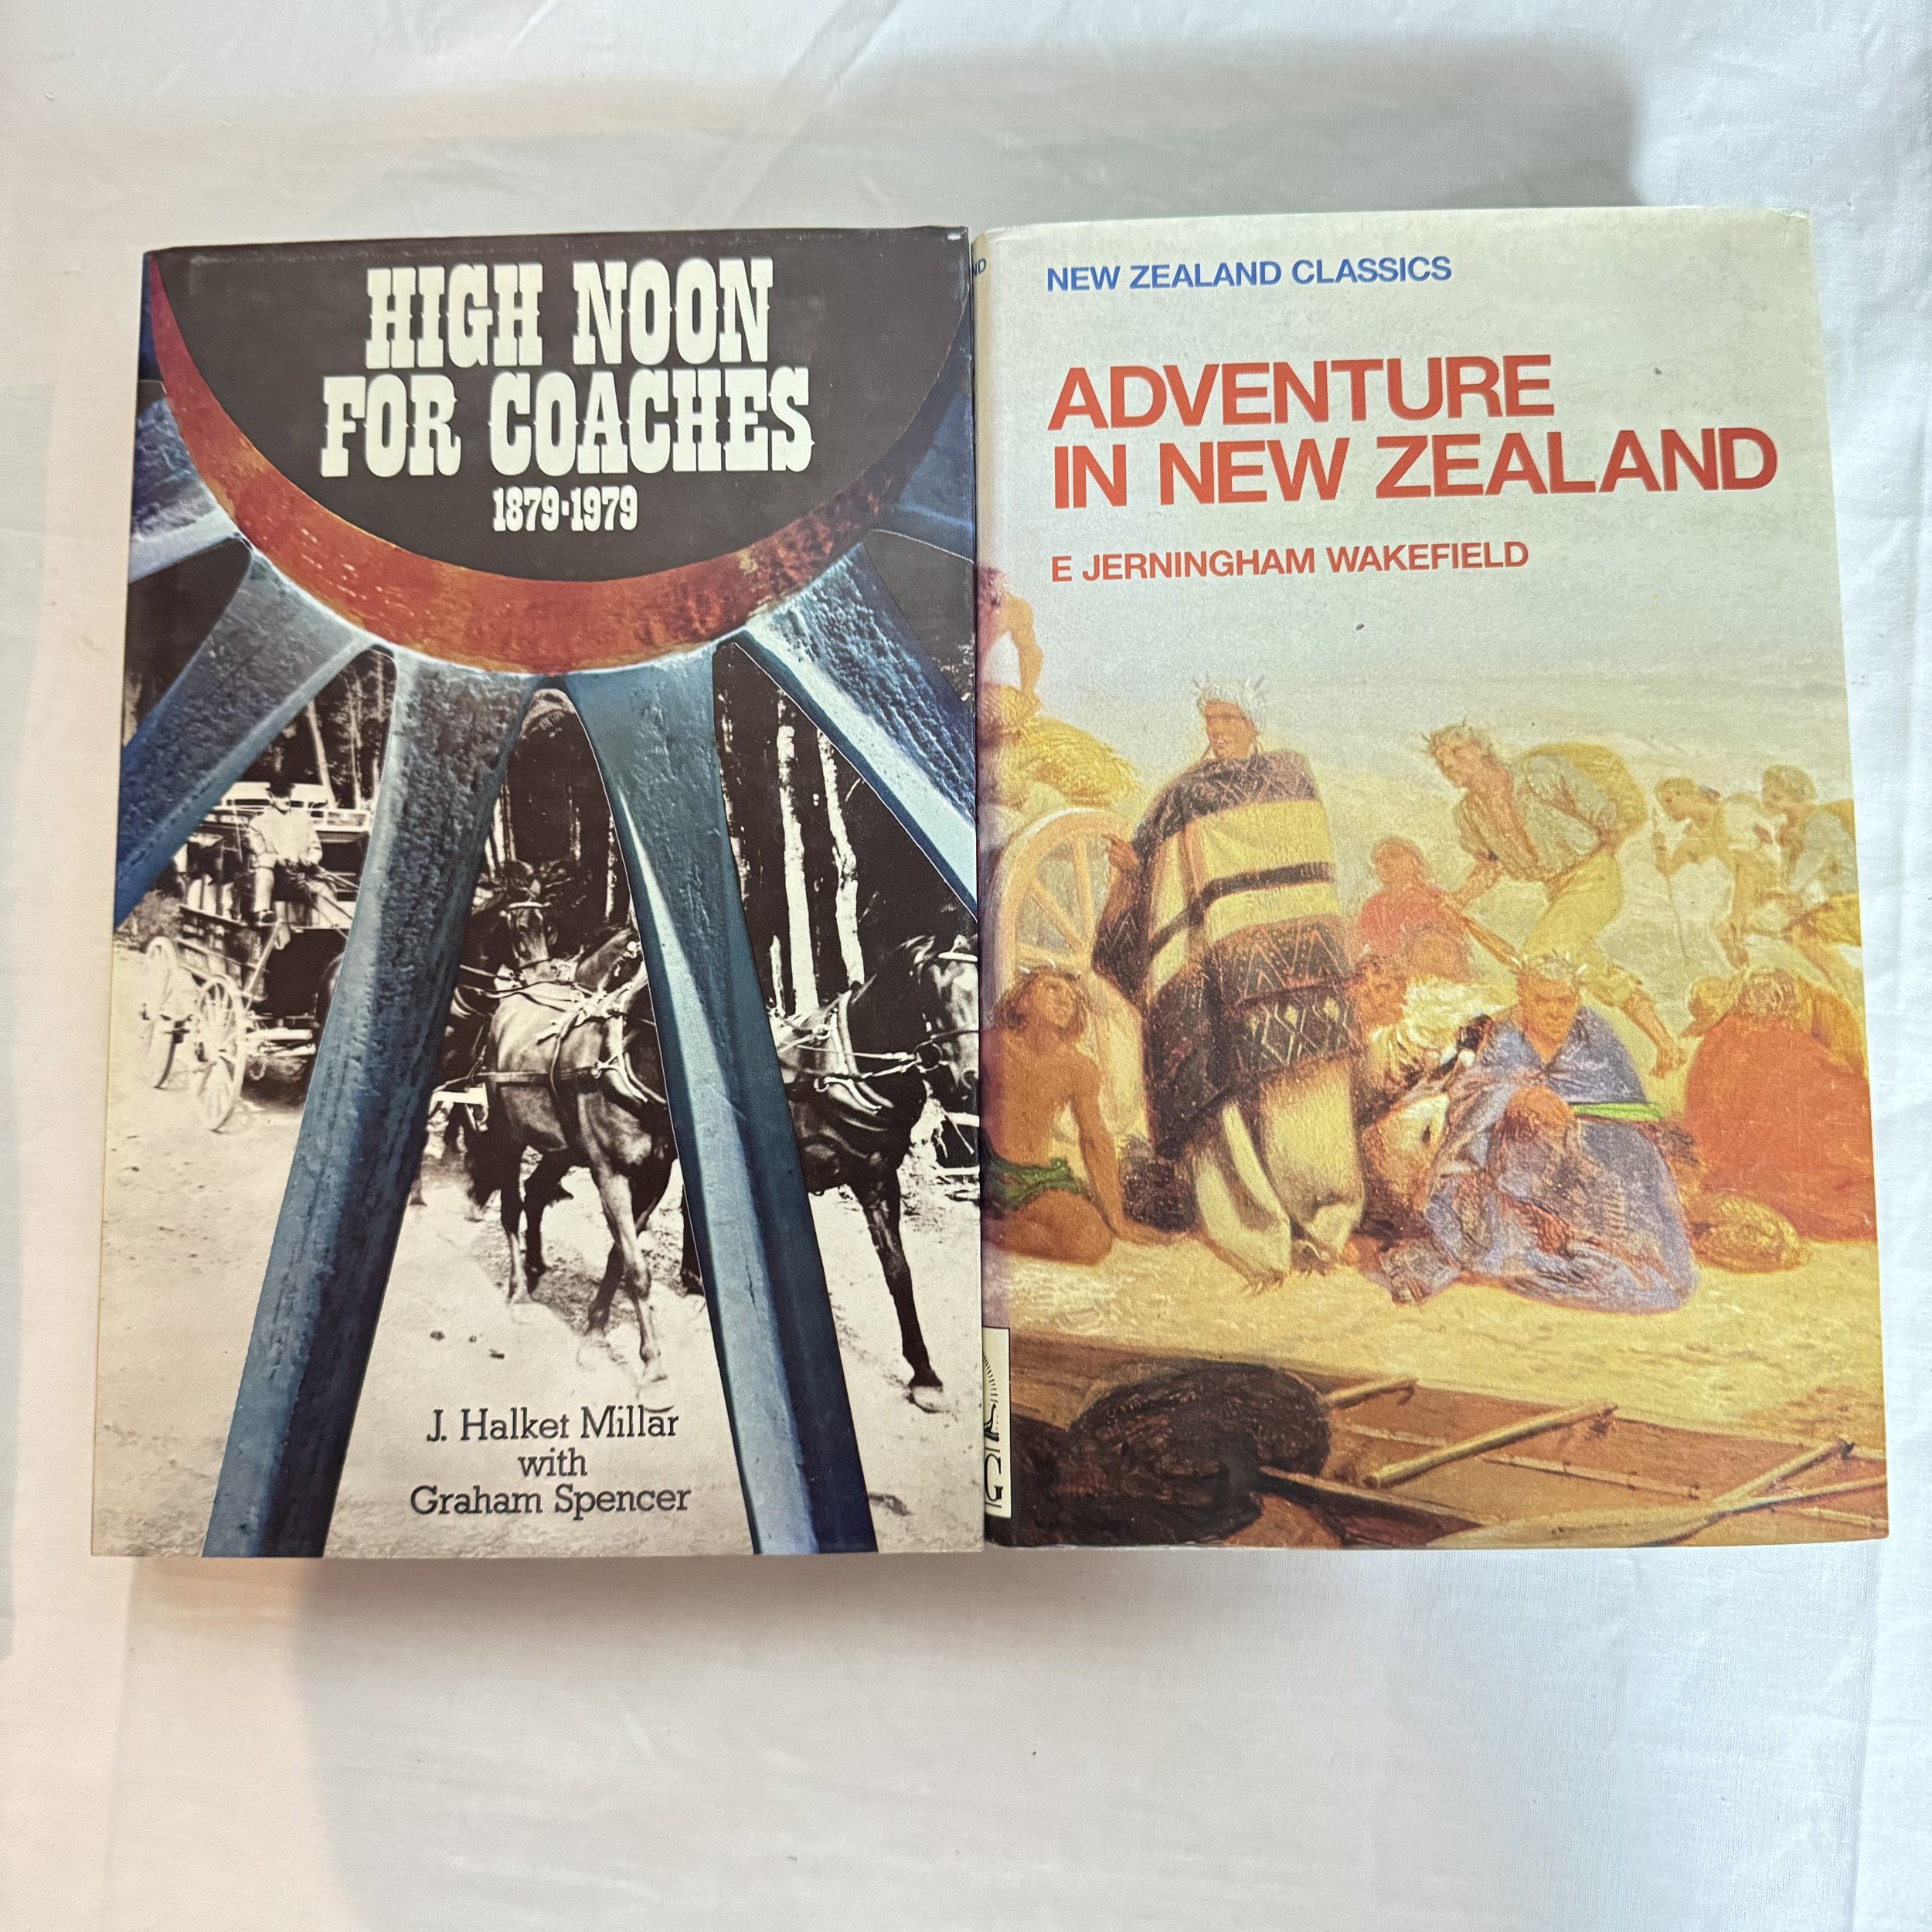 HIGH NOON
FOR COACHES
1879·1979
J. Halket Millar
with
Graham Spencer
ND
NEW ZEALAND CLASSICS
ADVENTURE
IN NEW ZEALAND
E JERNINGHAM WAKEFIELD
G